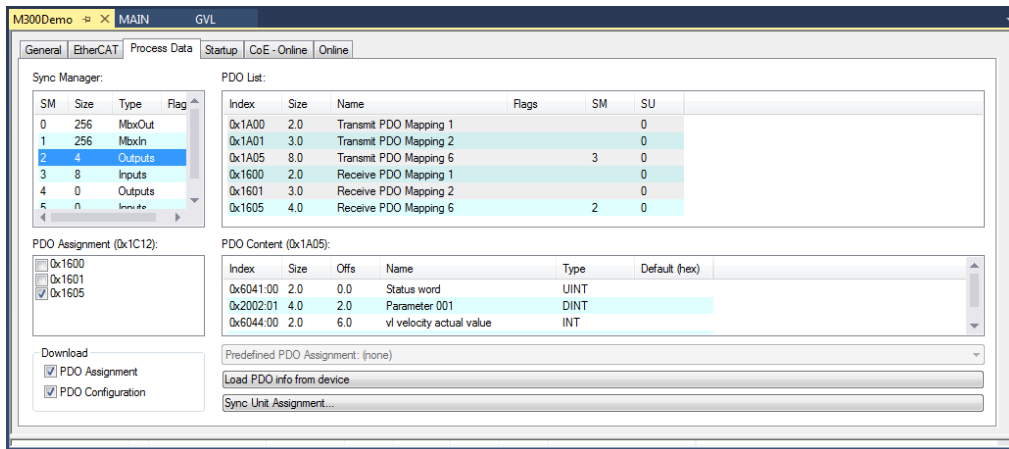 M300Demo MAIN GVL
General EtherCAT Process Data Startup CoE - Online Online
Sync Manager:
SM Size Type Flag
0 256 MbxOut
1 256 MbxIn
2 4 Outputs
3 8 Inputs
4 0 Outputs
5 0 Inputs
PDO List:
Index Size Name Flags SM SU
0x1A00 2.0 Transmit PDO Mapping 1 0
0x1A01 3.0 Transmit PDO Mapping 2 0
0x1A05 8.0 Transmit PDO Mapping 6 3 0
0x1600 2.0 Receive PDO Mapping 1 0
0x1601 3.0 Receive PDO Mapping 2 0
0x1605 4.0 Receive PDO Mapping 6 2 0
PDO Assignment (0x1C12):
0x1600
0x1601
0x1605
PDO Content (0x1A05):
Index Size Offs Name Type Default (hex)
0x6041:00 2.0 0.0 Status word UINT
0x2002:01 4.0 2.0 Parameter 001 DINT
0x6044:00 2.0 6.0 vl velocity actual value INT
Download
PDO Assignment
PDO Configuration
Predefined PDO Assignment: (none)
Load PDO info from device
Sync Unit Assignment...